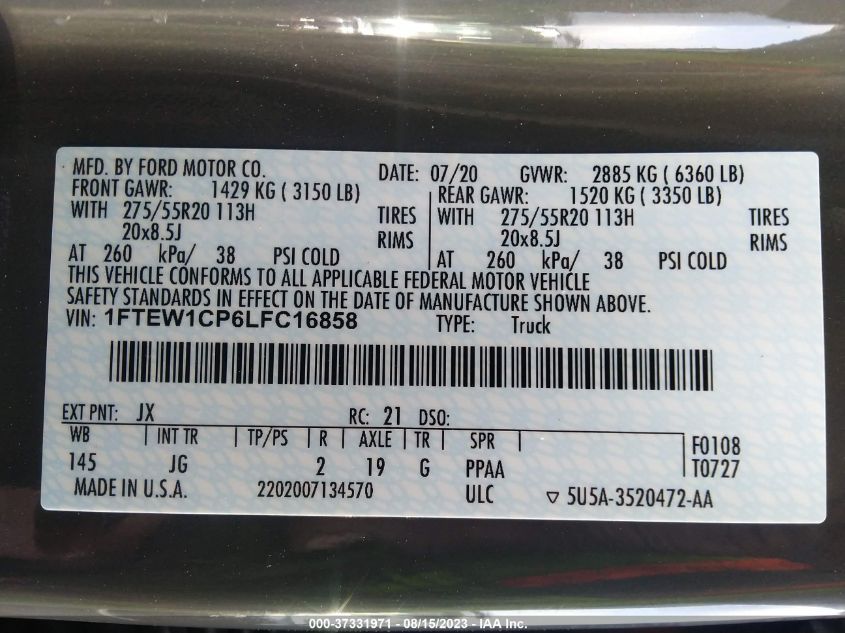 MFD. BY FORD MOTOR CO. DATE: 07/20 GVWR: 2885 KG ( 6360 LB)
FRONT GAWR: 1429 KG ( 3150 LB) REAR GAWR: 1520 KG ( 3350 LB)
WITH 275/55R20 113H TIRES WITH 275/55R20 113H TIRES
20x8.5J RIMS 20x8.5J RIMS
AT 260 kPa/ 38 PSI COLD AT 260 kPa/ 38 PSI COLD
THIS VEHICLE CONFORMS TO ALL APPLICABLE FEDERAL MOTOR VEHICLE
SAFETY STANDARDS IN EFFECT ON THE DATE OF MANUFACTURE SHOWN ABOVE.
VIN: 1FTEW1CP6LFC16858 TYPE: Truck
EXT PNT: JX RC: 21 DSO:
WB INT TR TP/PS R AXLE TR SPR F0108
145 JG 2 19 G PPAA T0727
MADE IN U.S.A. 2202007134570 ULC ▽ 5U5A-3520472-AA
000-37331971 - 08/15/2023 - IAA Inc.